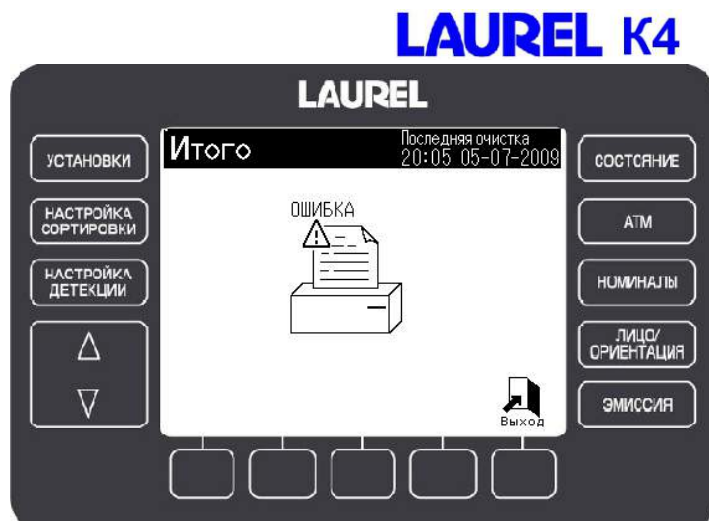 LAUREL K4
LAUREL
УСТАНОВКИ
НАСТРОЙКА
СОРТИРОВКИ
НАСТРОЙКА
ДЕТЕКЦИИ
Итого
Последняя очистка
20:05 05-07-2009
ОШИБКА
Выход
СОСТОЯНИЕ
ATM
НОМИНАЛЫ
ЛИЦО/
ОРИЕНТАЦИЯ
ЭМИССИЯ